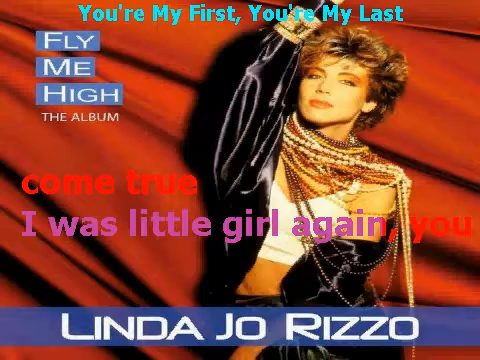 You're My First, You're My Last
FLY
ME
HIGH
THE ALBUM
come true
I was little girl again, you
LINDA JO RIZZO